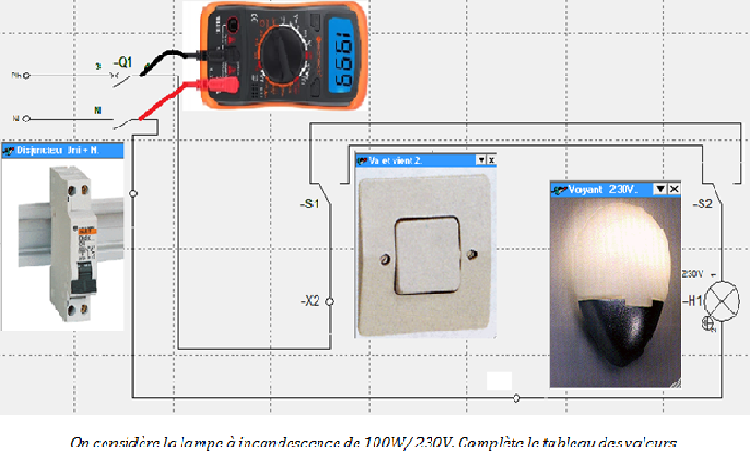 1999
-Q1
N
Disjoncteur Uni + N.
Va et vient 2
Voyant 230V.
-S1
-S2
230V
-X2
-H1
On considère la lampe à incandescence de 100W/ 230V. Complète le tableau des valeurs